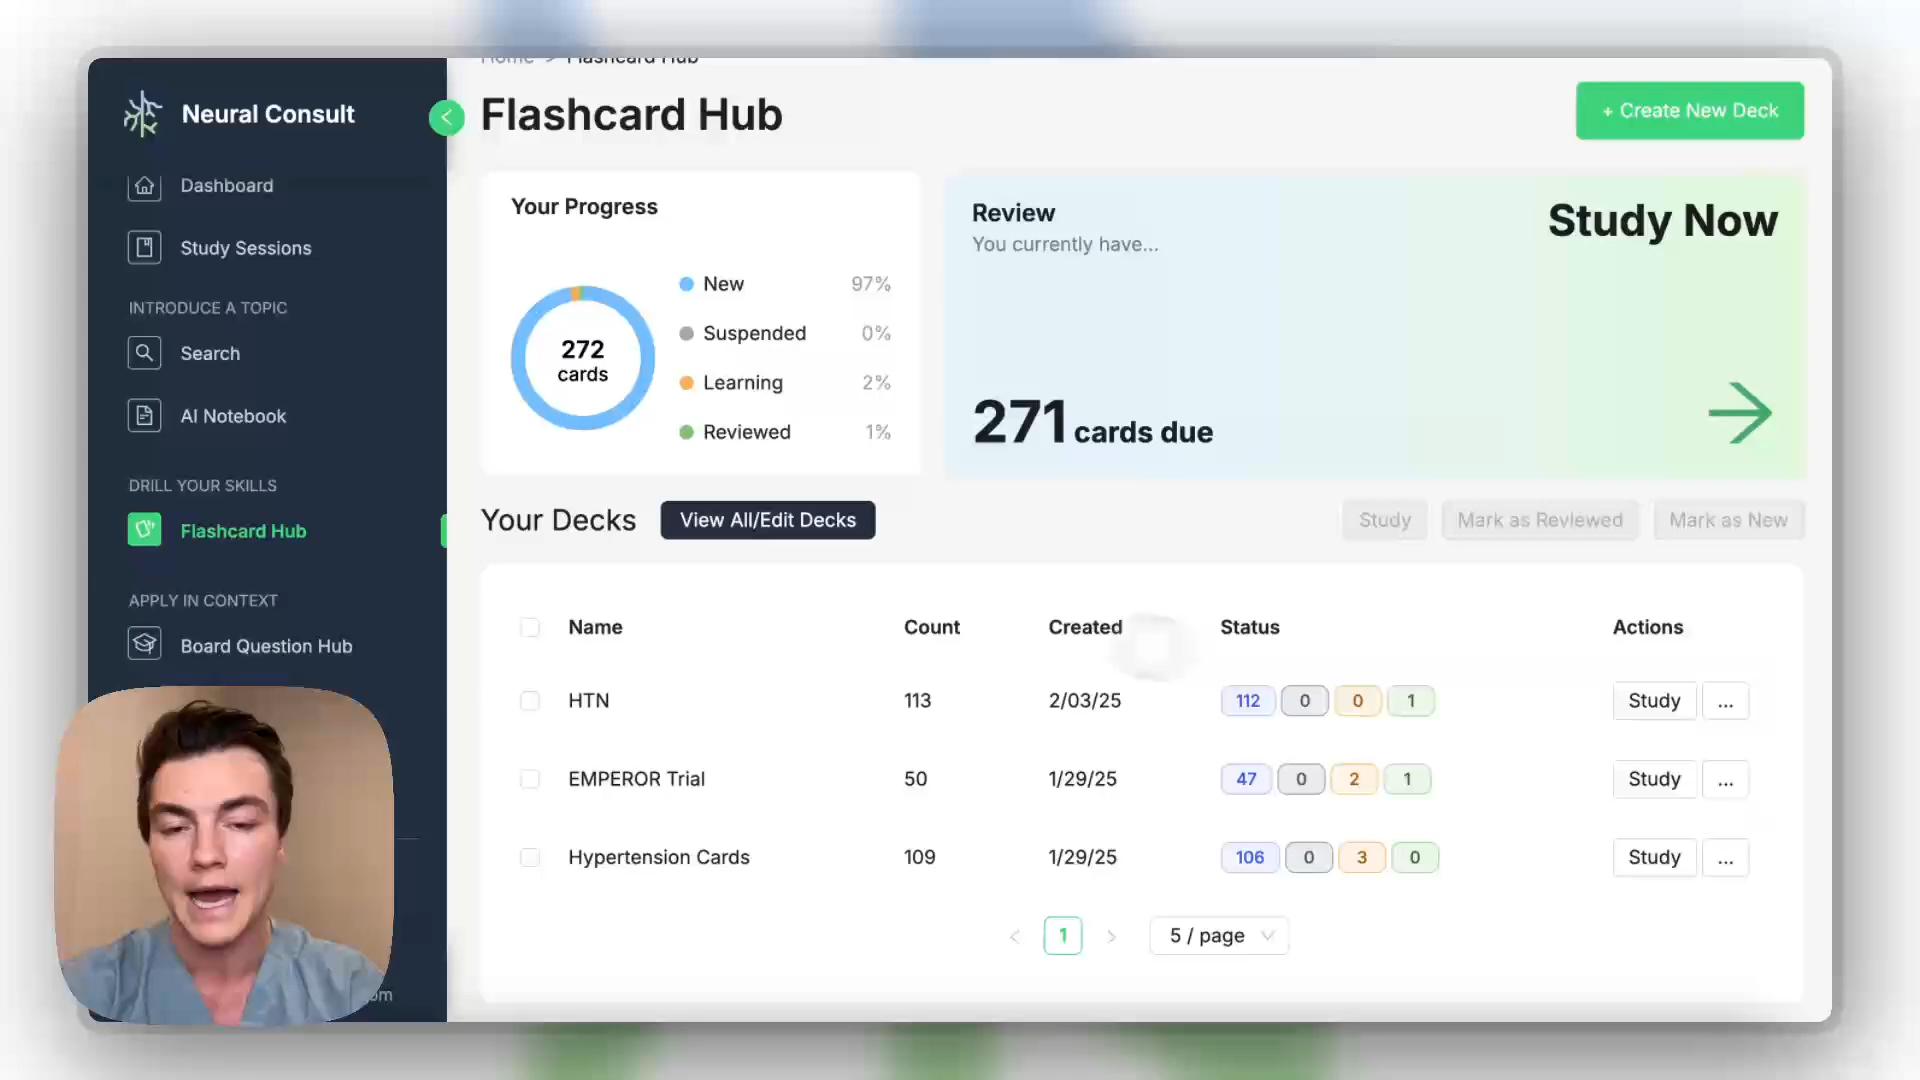 Neural Consult
Dashboard
Study Sessions
INTRODUCE A TOPIC
Search
AI Notebook
DRILL YOUR SKILLS
Flashcard Hub
APPLY IN CONTEXT
Board Question Hub
Home > Flashcard Hub
Flashcard Hub
+ Create New Deck
Your Progress
272
cards
New 97%
Suspended 0%
Learning 2%
Reviewed 1%
Review
You currently have...
Study Now
271 cards due
Your Decks
View All/Edit Decks
Study
Mark as Reviewed
Mark as New
Name Count Created Status Actions
HTN 113 2/03/25 112 0 0 1 Study ...
EMPEROR Trial 50 1/29/25 47 0 2 1 Study ...
Hypertension Cards 109 1/29/25 106 0 3 0 Study ...
< 1 > 5 / page